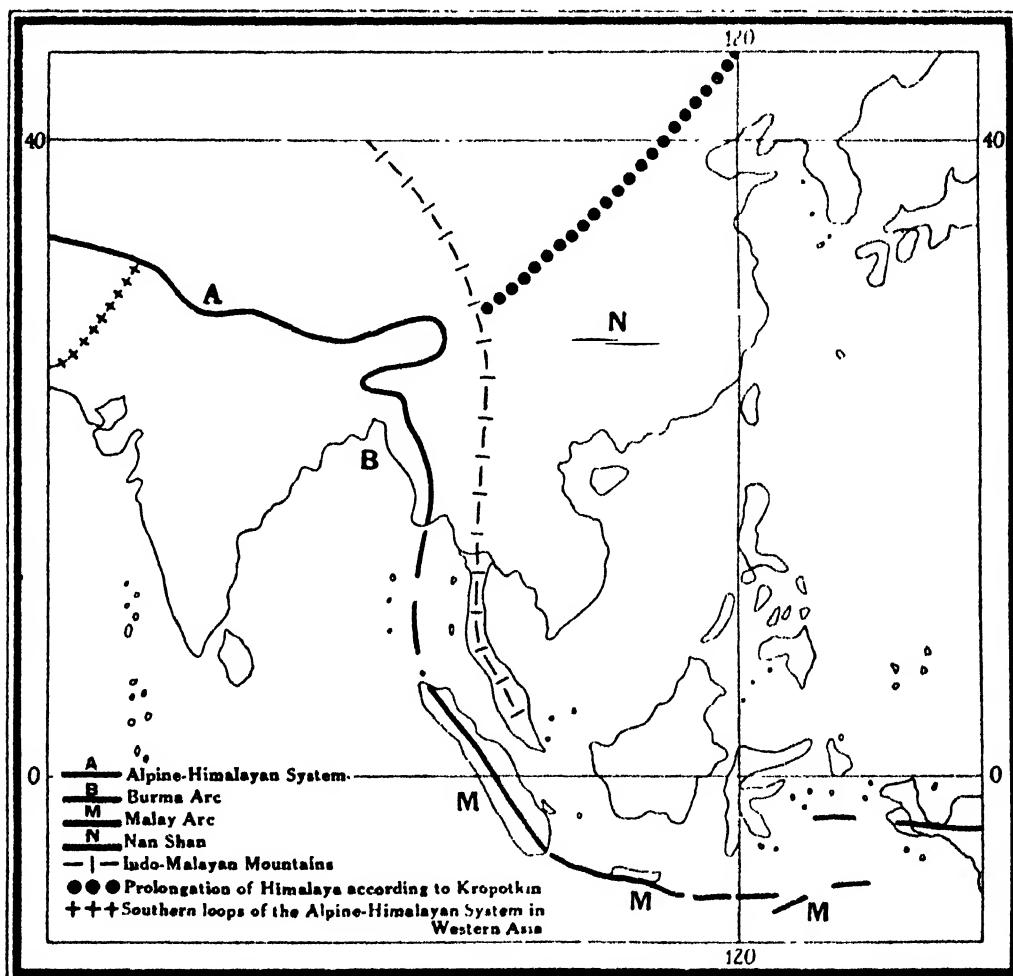 120
40 40
A
N
B
0 0
A Alpine-Himalayan System
B Burma Arc
M Malay Arc
N Nan Shan
Indo-Malayan Mountains
Prolongation of Himalaya according to Kropotkin
+++Southern loops of the Alpine-Himalayan System in
Western Asia
M
M
M
120